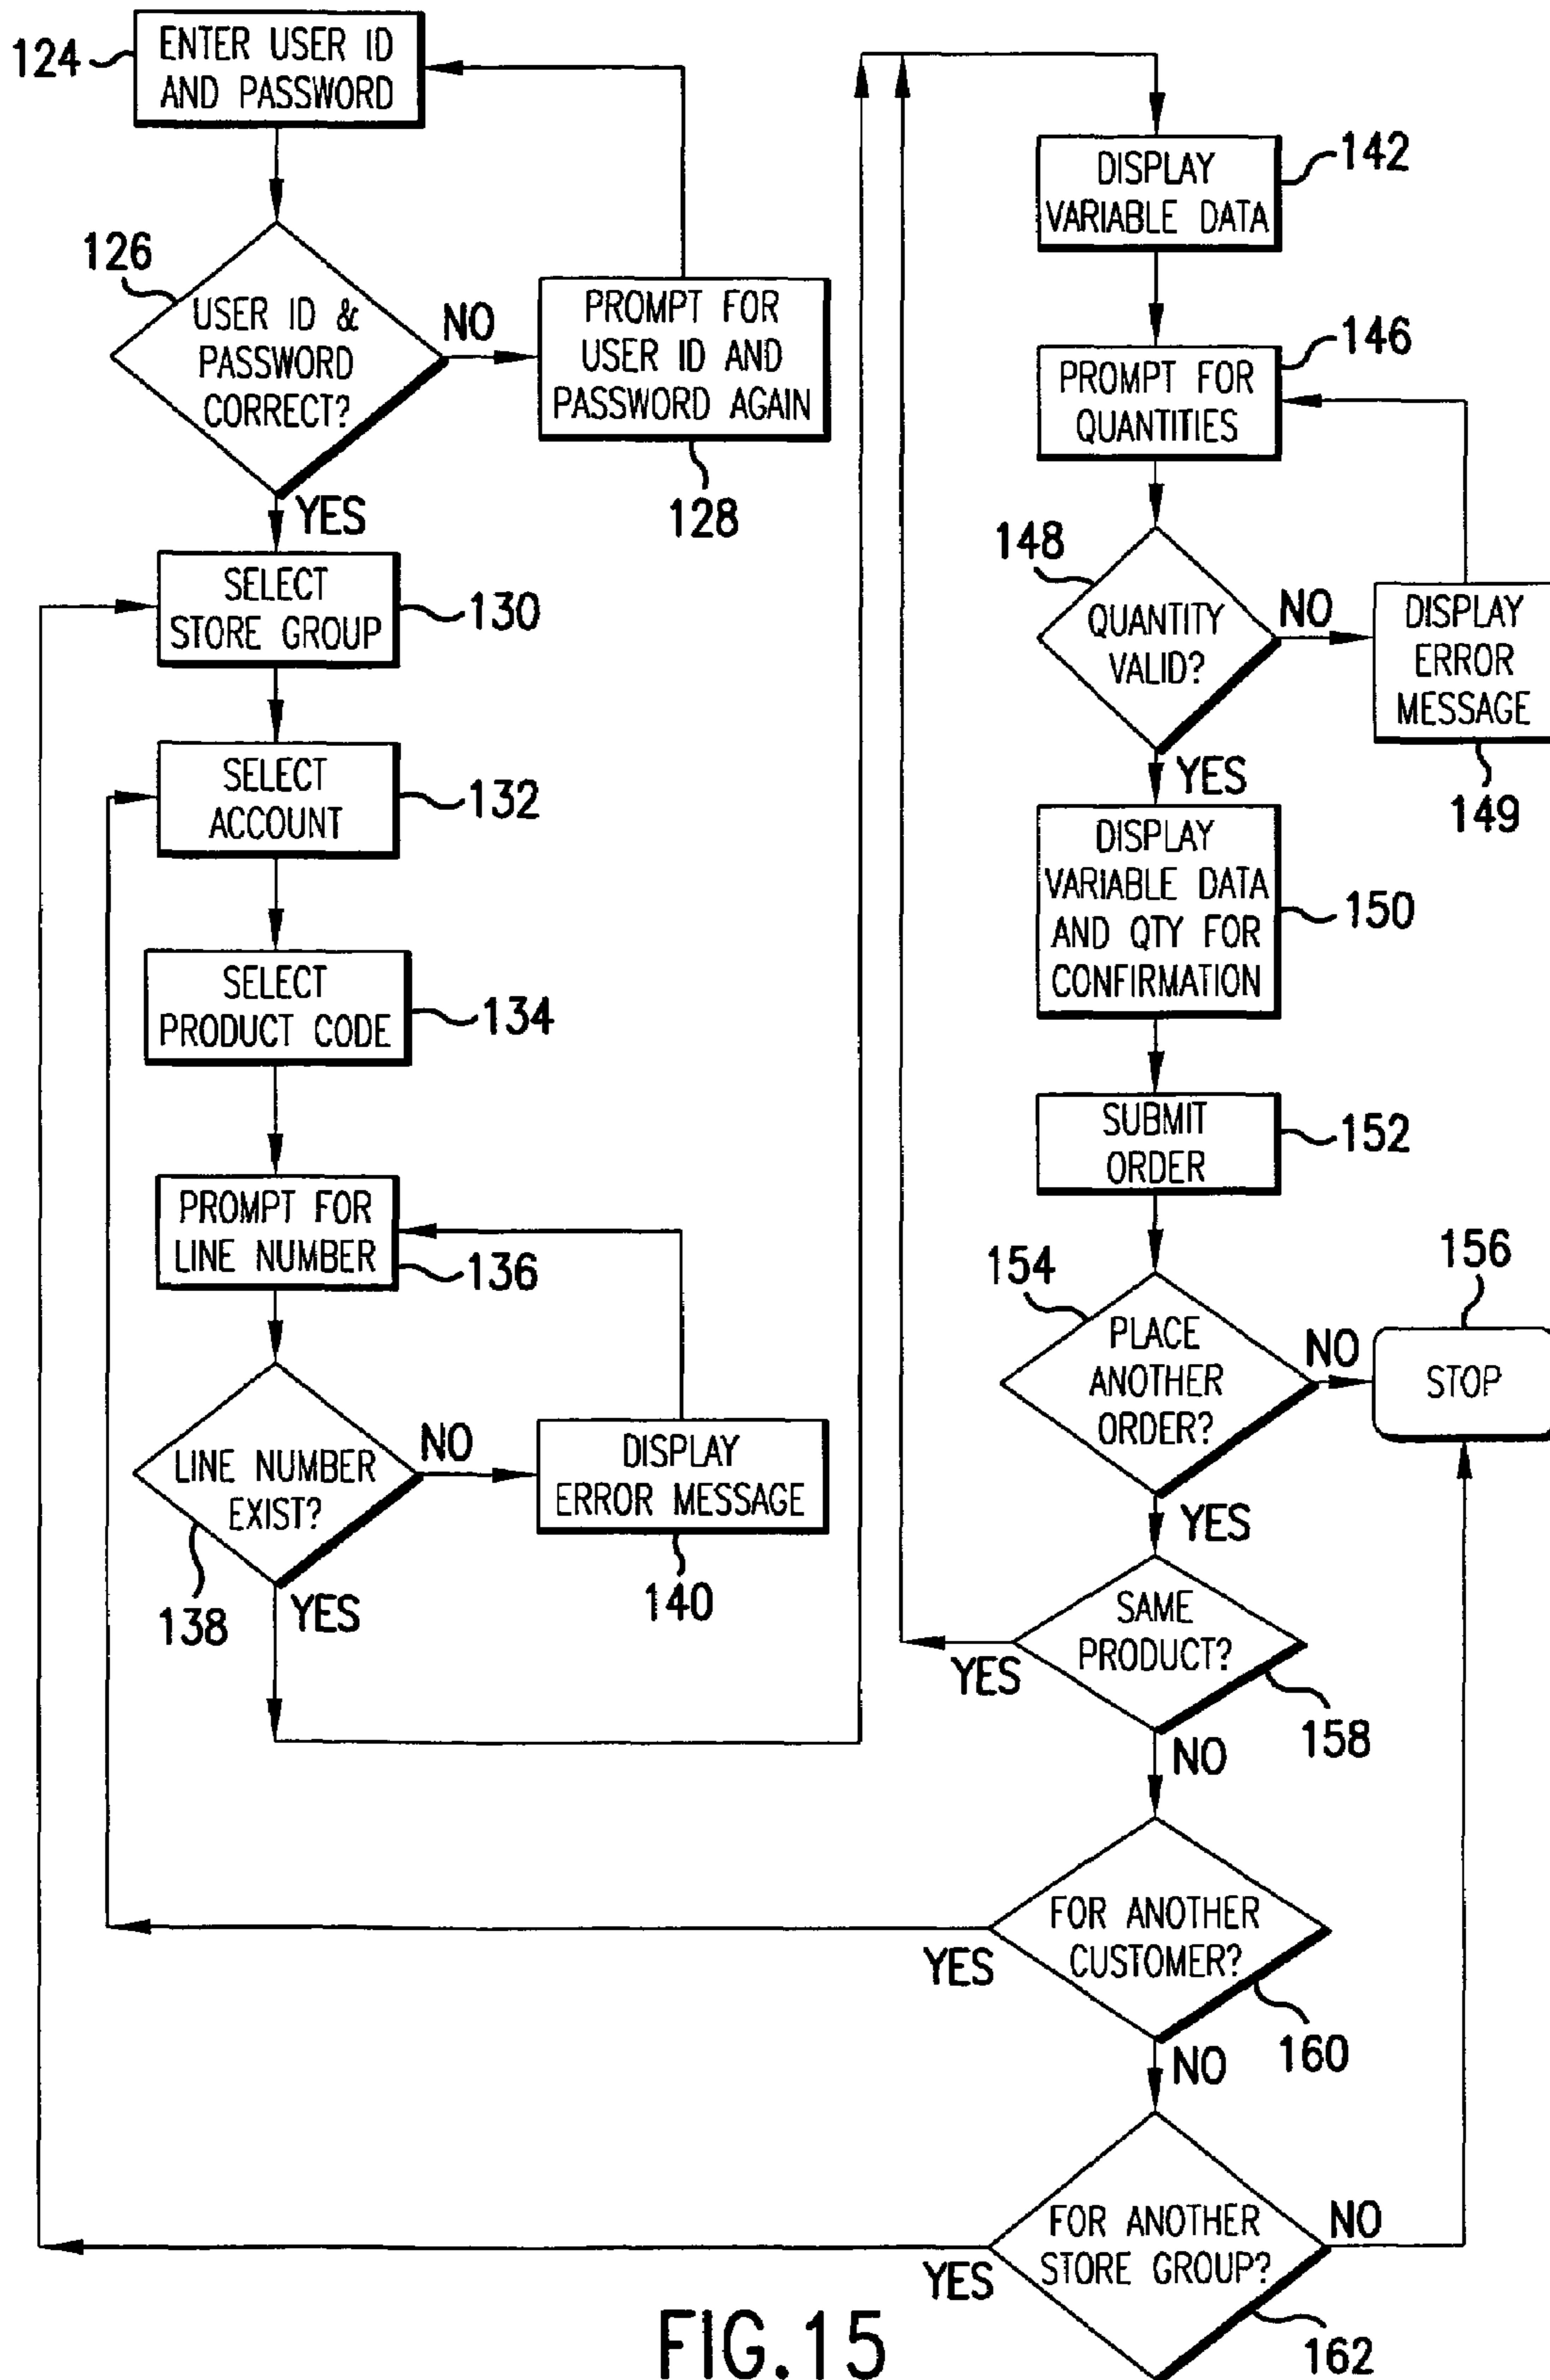 124
ENTER USER ID
AND PASSWORD
126
USER ID &
PASSWORD
CORRECT?
NO
PROMPT FOR
USER ID AND
PASSWORD AGAIN
128
YES
SELECT
STORE GROUP
130
SELECT
ACCOUNT
132
SELECT
PRODUCT CODE
134
PROMPT FOR
LINE NUMBER
136
LINE NUMBER
EXIST?
138
NO
DISPLAY
ERROR MESSAGE
140
YES
DISPLAY
VARIABLE DATA
142
PROMPT FOR
QUANTITIES
146
148
QUANTITY
VALID?
NO
DISPLAY
ERROR
MESSAGE
149
YES
DISPLAY
VARIABLE DATA
AND QTY FOR
CONFIRMATION
150
SUBMIT
ORDER
152
154
PLACE
ANOTHER
ORDER?
NO
156
STOP
YES
SAME
PRODUCT?
158
YES
NO
FOR ANOTHER
CUSTOMER?
160
YES
NO
FOR ANOTHER
STORE GROUP?
162
YES
NO
FIG.15